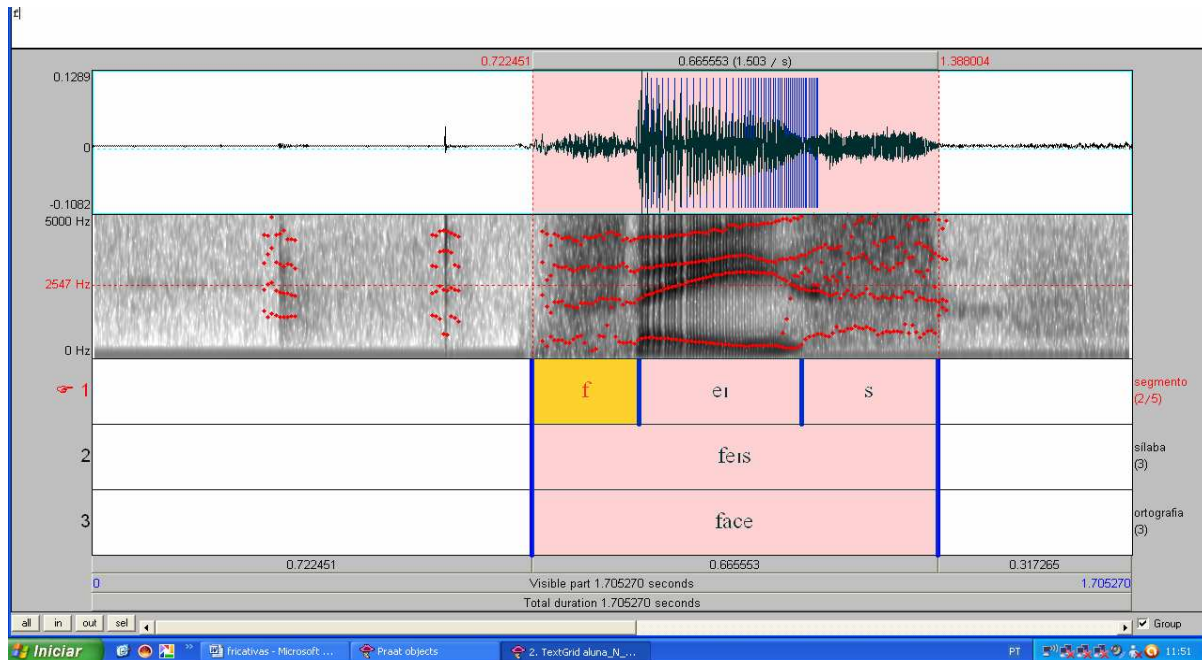 f
0.722451 0.665553 (1.503 / s) 1.388004
0.1289
0
-0.1082
5000 Hz
2547 Hz
0 Hz
☞ 1 f eɪ s segmento
(2/5)
2 feɪs sílaba
(3)
3 face ortografia
(3)
0.722451 0.665553 0.317265
0 Visible part 1.705270 seconds 1.705270
Total duration 1.705270 seconds
all in out sel Group
Iniciar » fricativas - Microsoft ... Praat objects 2. TextGrid aluna_N_... PT 11:51